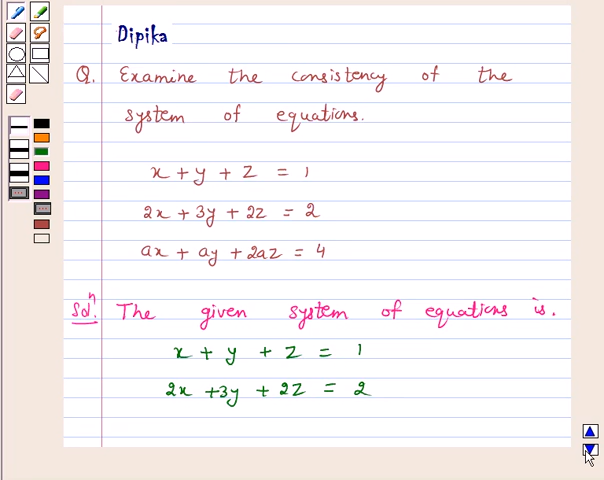 Dipika
Q. Examine the consistency of the
system of equations.
x + y + z = 1
2x + 3y + 2z = 2
ax + ay + 2az = 4
Solⁿ. The given system of equations is.
x + y + z = 1
2x + 3y + 2z = 2